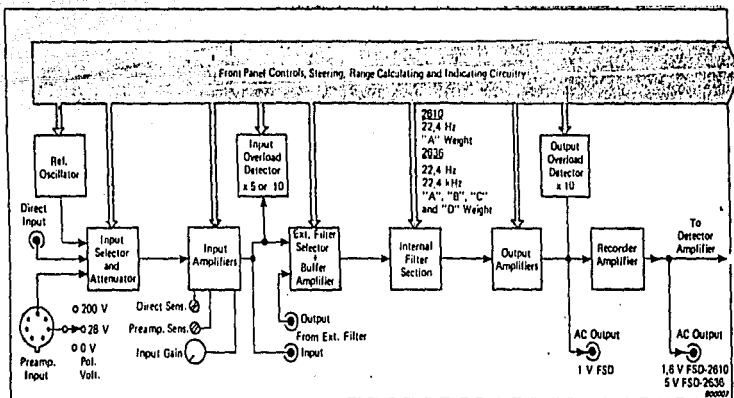 Front Panel Controls, Steering, Range Calculating and Indicating Circuitry
Ref.
Oscillator
Input
Overload
Detector
x 5 or 10
2610
22,4 Hz
"A" Weight
2636
22,4 Hz
22,4 kHz
"A", "B", "C"
and "D" Weight
Output
Overload
Detector
x 10
Direct
Input
Input
Selector
and
Attenuator
Input
Amplifiers
Ext. Filter
Selector
+
Buffer
Amplifier
Internal
Filter
Section
Output
Amplifiers
Recorder
Amplifier
To
Detector
Amplifier
200 V
28 V
0 V
Pol.
Volt.
Preamp.
Input
Direct Sens.
Preamp. Sens.
Input Gain
Output
From Ext. Filter
Input
AC Output
1 V FSD
AC Output
1,6 V FSD-2610
5 V FSD-2636
800007